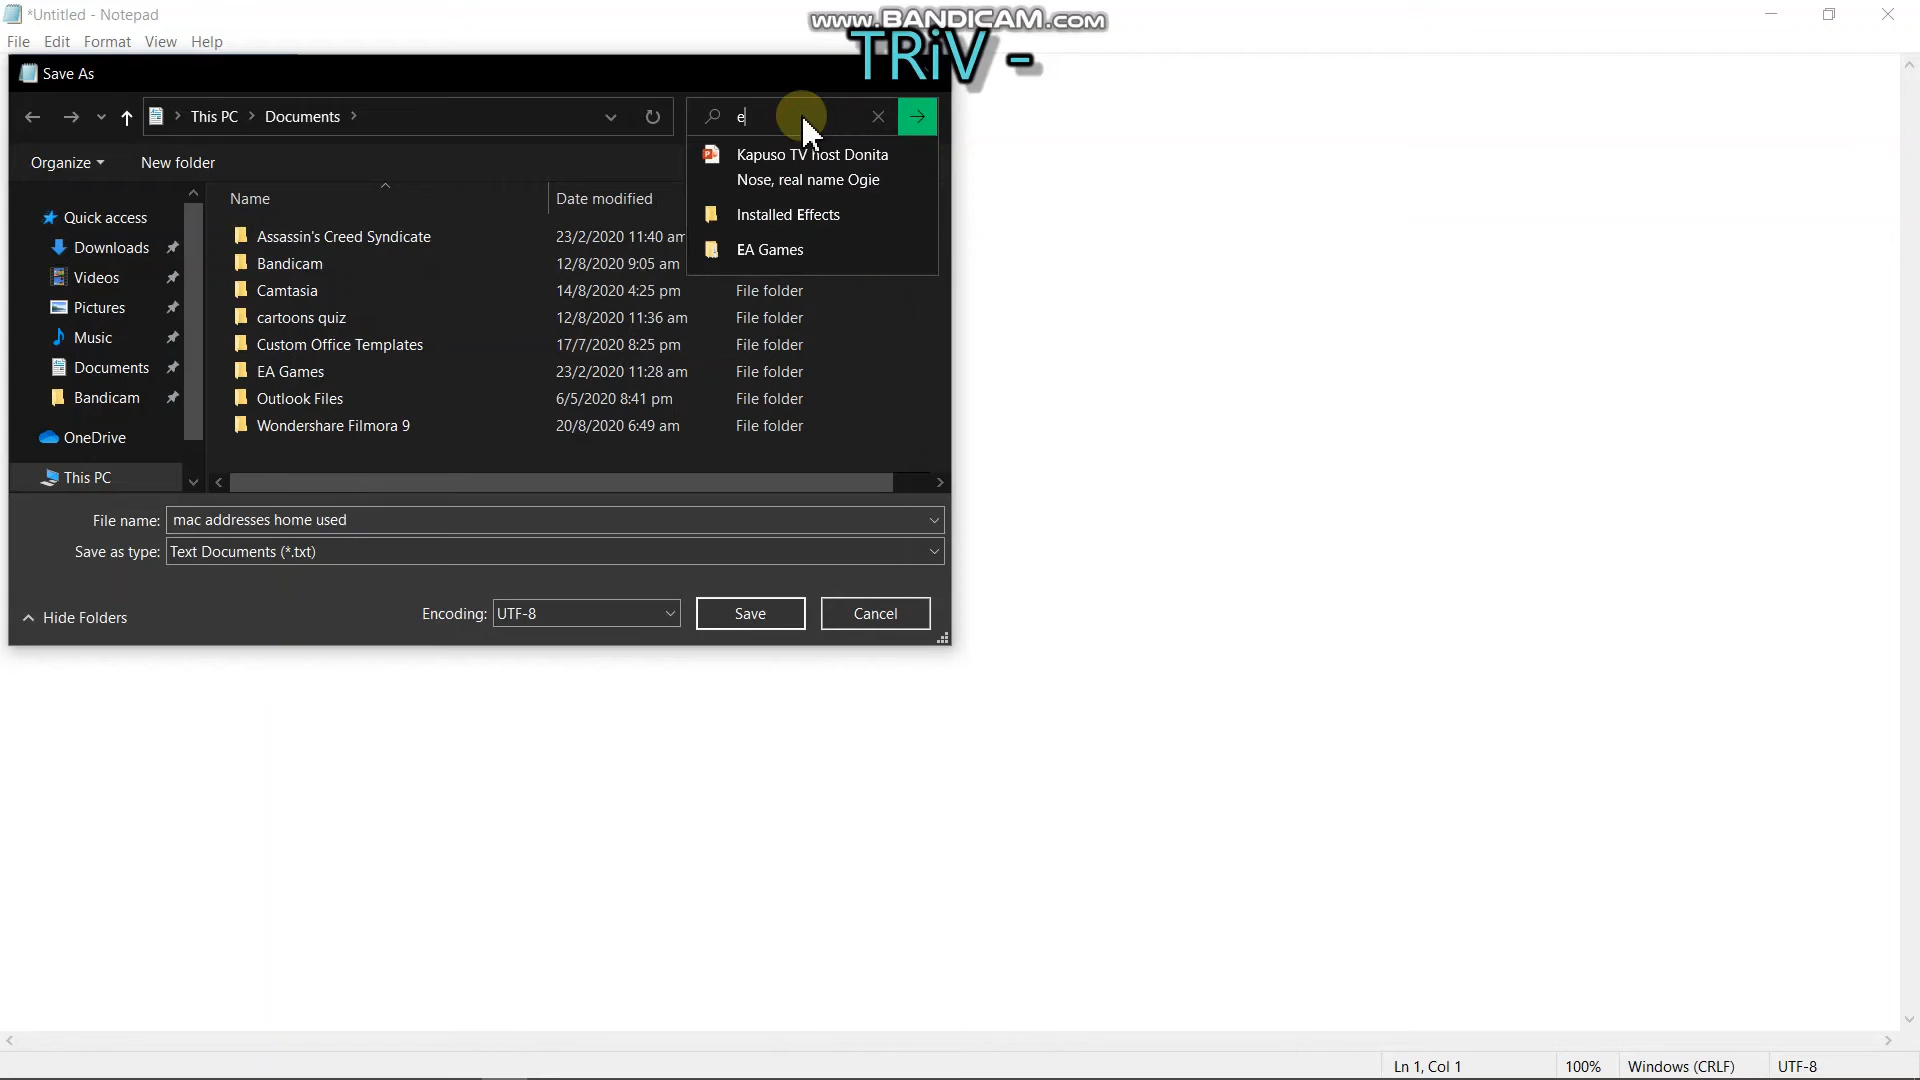 *Untitled - Notepad
www.BANDICAM.com
File Edit Format View Help
TRiV -
Save As
This PC Documents
e
Organize New folder
Kapuso TV host Donita
Nose, real name Ogie
Installed Effects
EA Games
Name Date modified
Quick access
Downloads
Videos
Pictures
Music
Documents
Bandicam
OneDrive
This PC
Assassin's Creed Syndicate 23/2/2020 11:40 am
Bandicam 12/8/2020 9:05 am
Camtasia 14/8/2020 4:25 pm File folder
cartoons quiz 12/8/2020 11:36 am File folder
Custom Office Templates 17/7/2020 8:25 pm File folder
EA Games 23/2/2020 11:28 am File folder
Outlook Files 6/5/2020 8:41 pm File folder
Wondershare Filmora 9 20/8/2020 6:49 am File folder
File name: mac addresses home used
Save as type: Text Documents (*.txt)
Hide Folders Encoding: UTF-8 Save Cancel
Ln 1, Col 1 100% Windows (CRLF) UTF-8